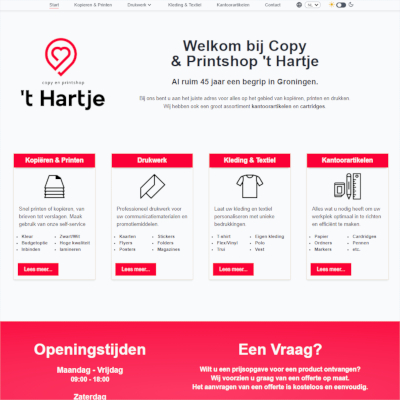 Start Kopiëren & Printen Drukwerk Kleding & Textiel Kantoorartikelen Contact NL
copy en printshop
't Hartje
Welkom bij Copy
& Printshop 't Hartje
Al ruim 45 jaar een begrip in Groningen.
Bij ons bent u aan het juiste adres voor alles op het gebied van kopiëren, printen en drukken.
Wij hebben ook een groot assortiment kantoorartikelen en cartridges.
Kopiëren & Printen
Snel printen of kopiëren: van
brieven tot verslagen. Maak
gebruik van onze self-service
Kleur
Budgetoptie
Inbinden
Zwart/Wit
Hoge kwaliteit
lamineren
Lees meer...
Drukwerk
Professioneel drukwerk voor
uw communicatiematerialen en
promotiemiddelen
Kaarten
Flyers
Posters
Stickers
Folders
Magazines
Lees meer...
Kleding & Textiel
Laat uw kleding en textiel
personaliseren met unieke
bedrukkingen.
T-shirt
Flex/Vinyl
Trui
Eigen kleding
Polo
Vest
Lees meer...
Kantoorartikelen
Alles wat u nodig heeft om uw
werkplek optimaal in te richten
en efficiënt te maken.
Papier
Ordners
Markers
Cartridges
Pennen
etc.
Lees meer...
Openingstijden
Maandag - Vrijdag
09:00 - 18:00
Zaterdag
Een Vraag?
Wilt u een prijsopgave voor een product ontvangen?
Wij voorzien u graag van een offerte op maat.
Het aanvragen van een offerte is kosteloos en eenvoudig.